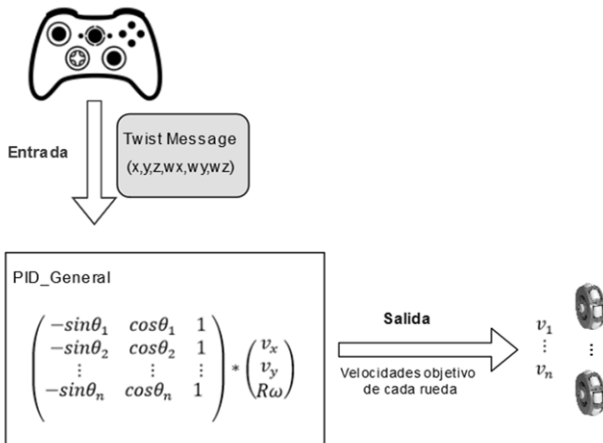 Twist Message
Entrada
(x,y,z,wx,wy,wz)
PID_General
−sinθ₁ cosθ₁ 1
−sinθ₂ cosθ₂ 1
⋮ ⋮ ⋮
−sinθₙ cosθₙ 1
*
vₓ
v_y
Rω
Salida
Velocidades objetivo
de cada rueda
v₁
⋮ ⋮
vₙ